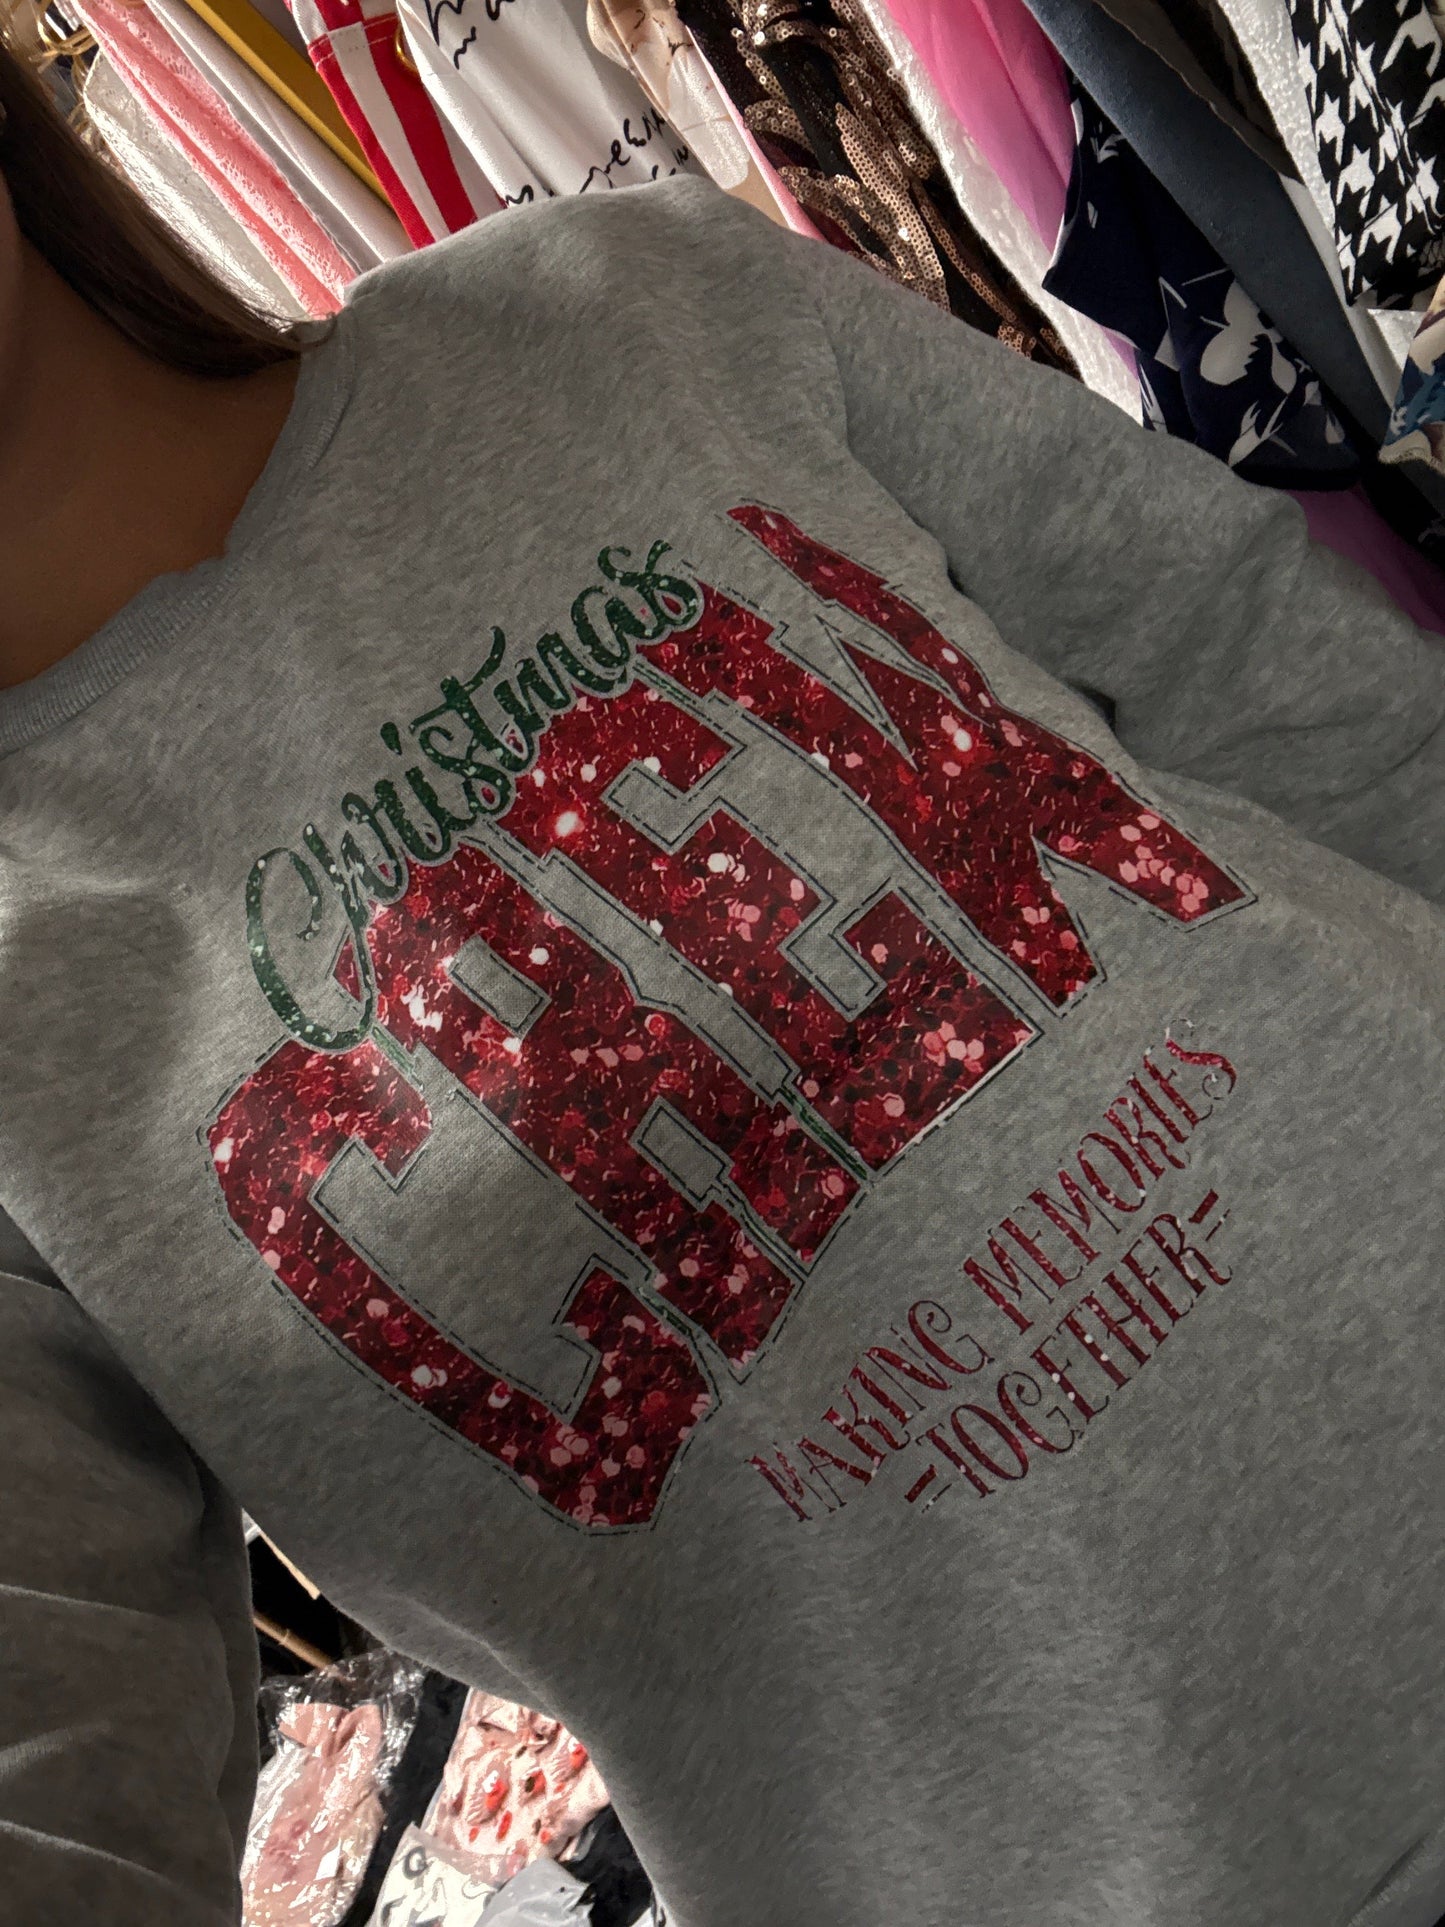 Christmas
CREW
MAKING MEMORIES
=TOGETHER=